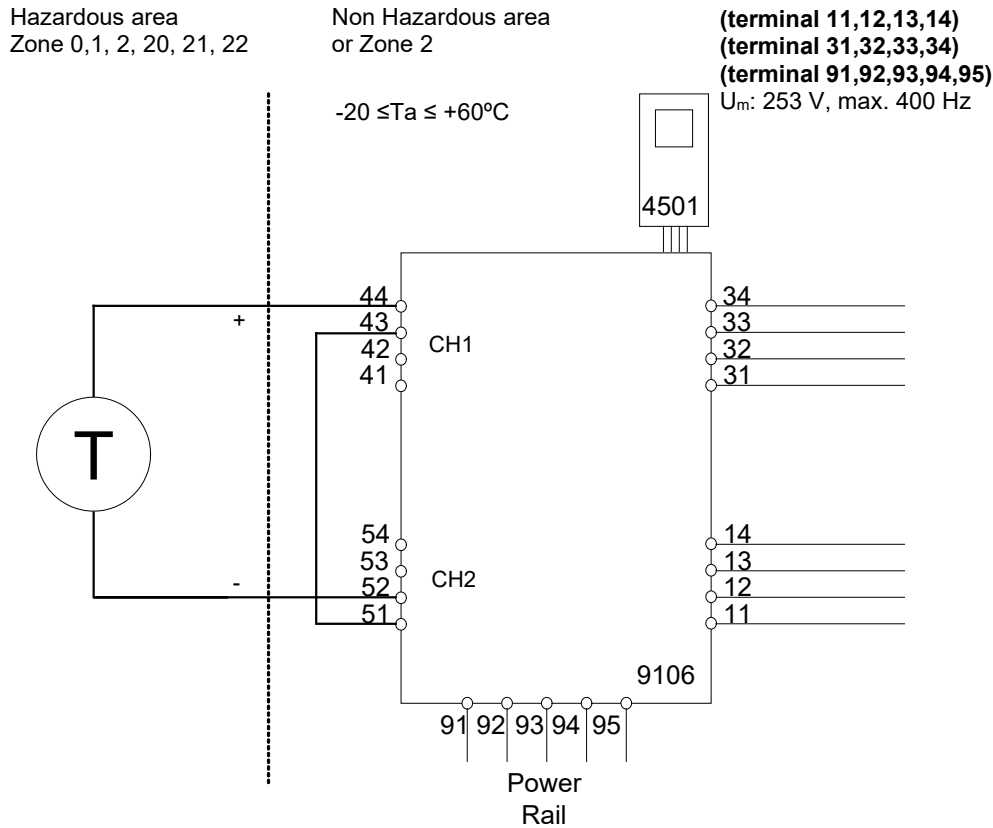 Hazardous area
Zone 0,1, 2, 20, 21, 22
Non Hazardous area
or Zone 2
-20 ≤Ta ≤ +60ºC
(terminal 11,12,13,14)
(terminal 31,32,33,34)
(terminal 91,92,93,94,95)
Um: 253 V, max. 400 Hz
4501
44
43
42
41
+
CH1
34
33
32
31
T
54
53
52
51
-
CH2
14
13
12
11
9106
91 92 93 94 95
Power
Rail